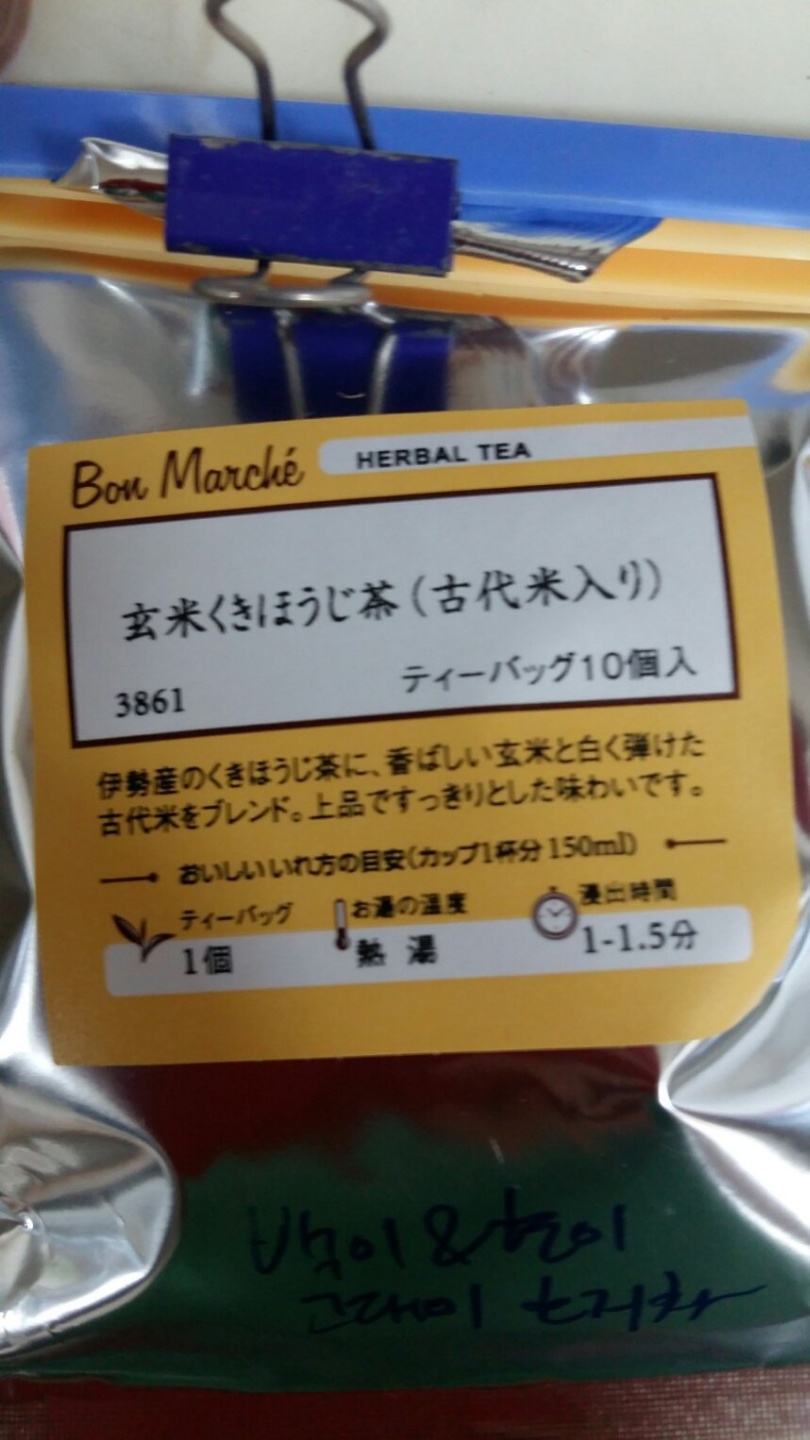 Bon Marché HERBAL TEA
玄米くきほうじ茶(古代米入り)
3861 ティーバッグ10個入
伊勢産のくきほうじ茶に、香ばしい玄米と白く弾けた
古代米をブレンド。上品ですっきりとした味わいです。
おいしいいれ方の目安(カップ1杯分 150ml)
ティーバッグ お湯の温度 浸出時間
1個 熱湯 1-1.5分
&
고대미 호지차